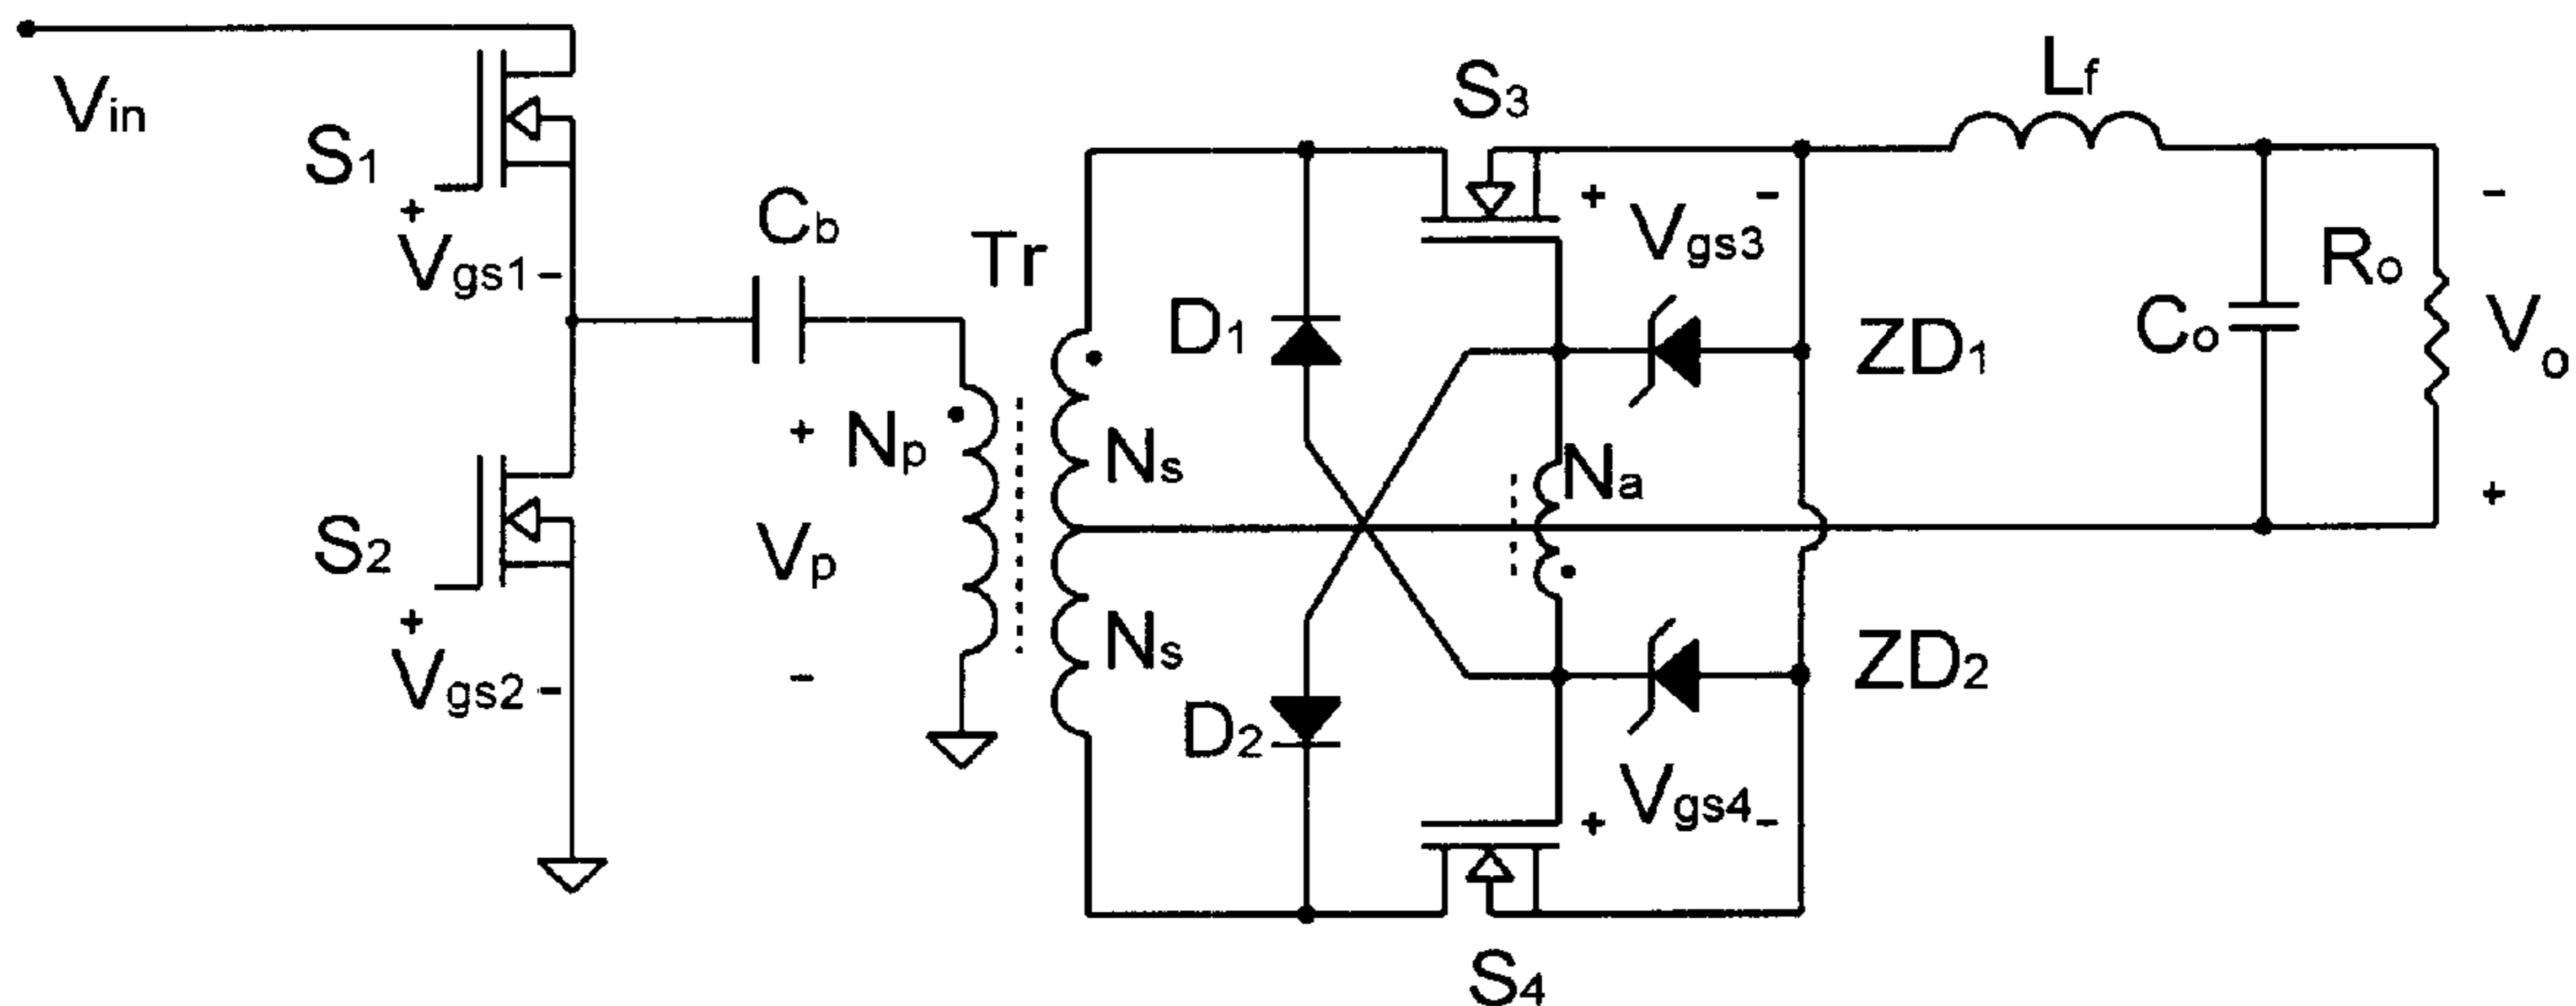 Vin
S1
+
Vgs1 -
S2
+
Vgs2 -
Cb
+
Vp
-
Np
Tr
Ns
Ns
D1
D2
S3
+ Vgs3 -
Na
ZD1
ZD2
+ Vgs4 -
S4
Lf
Co
Ro
-
Vo
+